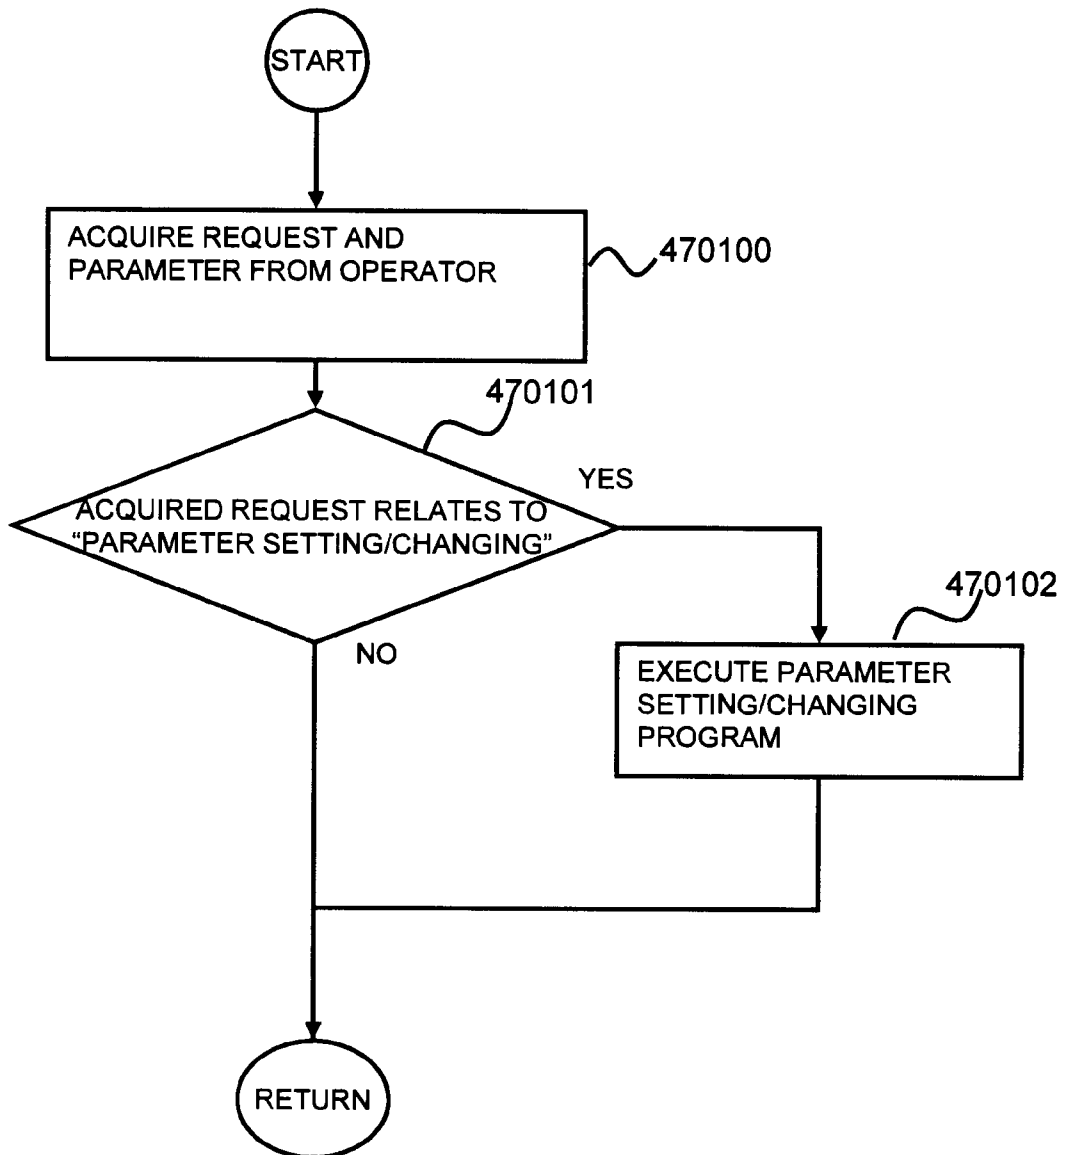 START
ACQUIRE REQUEST AND
PARAMETER FROM OPERATOR
470100
470101
YES
ACQUIRED REQUEST RELATES TO
“PARAMETER SETTING/CHANGING”
470102
NO
EXECUTE PARAMETER
SETTING/CHANGING
PROGRAM
RETURN